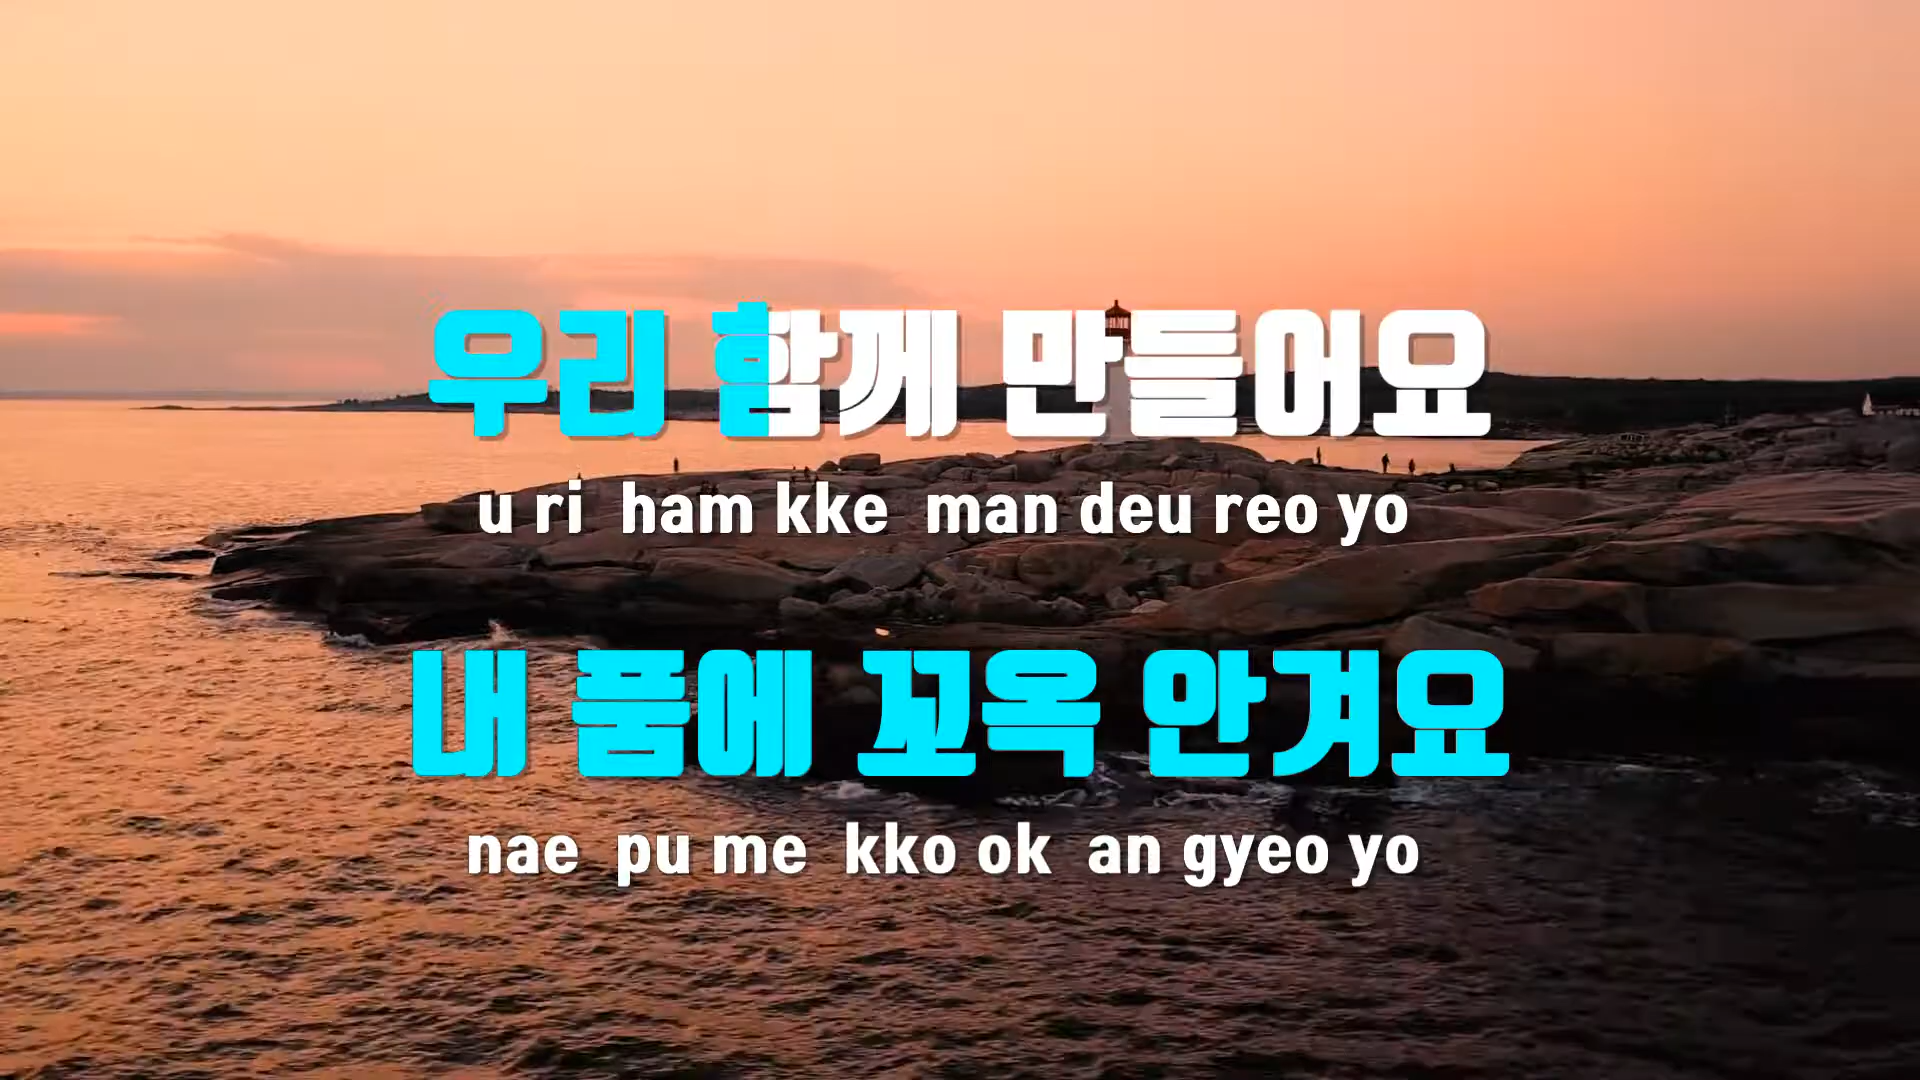 우리 함께 만들어요
u ri ham kke man deu reo yo
내 품에 꼬옥 안겨요
nae pu me kko ok an gyeo yo